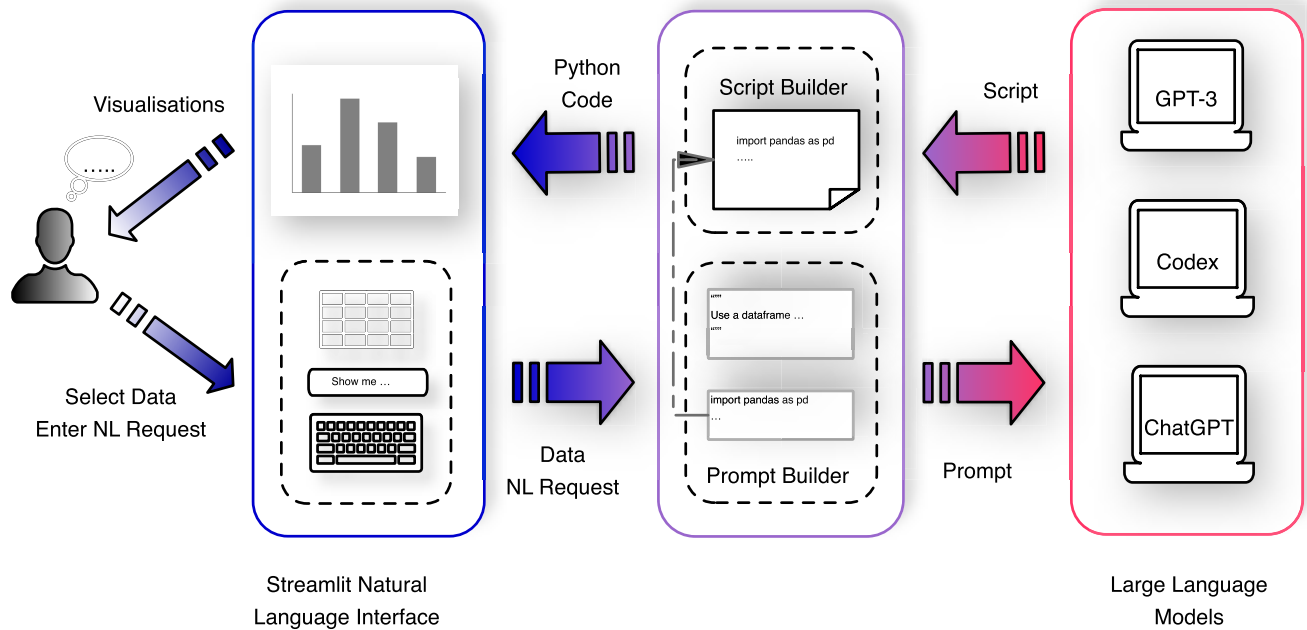 Visualisations
.....
Select Data
Enter NL Request
Show me ...
Streamlit Natural
Language Interface
Python
Code
Data
NL Request
Script Builder
import pandas as pd
.....
“””
Use a dataframe ...
“””
import pandas as pd
...
Prompt Builder
Script
Prompt
GPT-3
Codex
ChatGPT
Large Language
Models